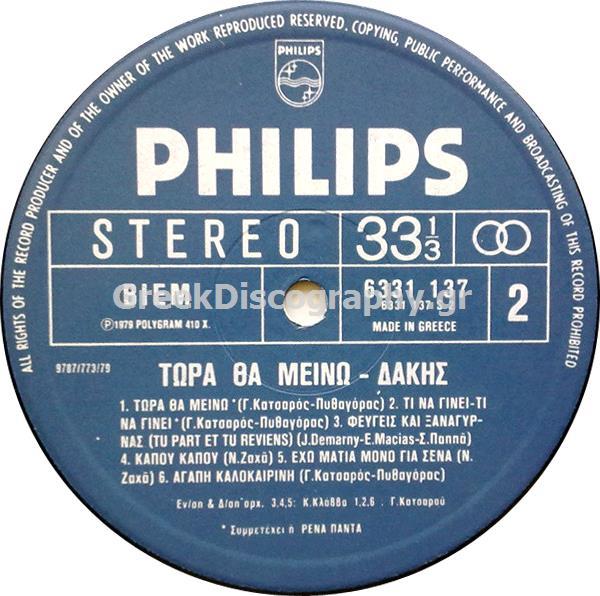 ALL RIGHTS OF THE RECORD PRODUCER AND OF THE OWNER OF THE WORK REPRODUCED RESERVED. COPYING, PUBLIC PERFORMANCE AND BROADCASTING OF THIS RECORD PROHIBITED
PHILIPS
PHILIPS
STEREO 33 1/3
BIEM 6331 137 2
GreekDiscography.gr
Ⓟ 1979 POLYGRAM 410 X. MADE IN GREECE
9787/773/79
ΤΩΡΑ ΘΑ ΜΕΙΝΩ - ΔΑΚΗΣ
1. ΤΩΡΑ ΘΑ ΜΕΙΝΩ *(Γ.Κατσαρός-Πυθαγόρας) 2. ΤΙ ΝΑ ΓΙΝΕΙ-ΤΙ
ΝΑ ΓΙΝΕΙ *(Γ.Κατσαρός-Πυθαγόρας) 3. ΦΕΥΓΕΙΣ ΚΑΙ ΞΑΝΑΓΥΡ-
ΝΑΣ (TU PART ET TU REVIENS) (J.Demarny-E.Macias-Σ.Παππά)
4. ΚΑΠΟΥ ΚΑΠΟΥ (Ν.Ζαχά) 5. ΕΧΩ ΜΑΤΙΑ ΜΟΝΟ ΓΙΑ ΣΕΝΑ (Ν.
Ζαχά) 6. ΑΓΑΠΗ ΚΑΛΟΚΑΙΡΙΝΗ (Γ.Κατσαρός-Πυθαγόρας)
Εν/ση & Δ/ση ορχ. 3,4,5: Κ.Κλάββα 1,2,6. Γ.Κατσαρού
* Συμμετέχει η ΡΕΝΑ ΠΑΝΤΑ